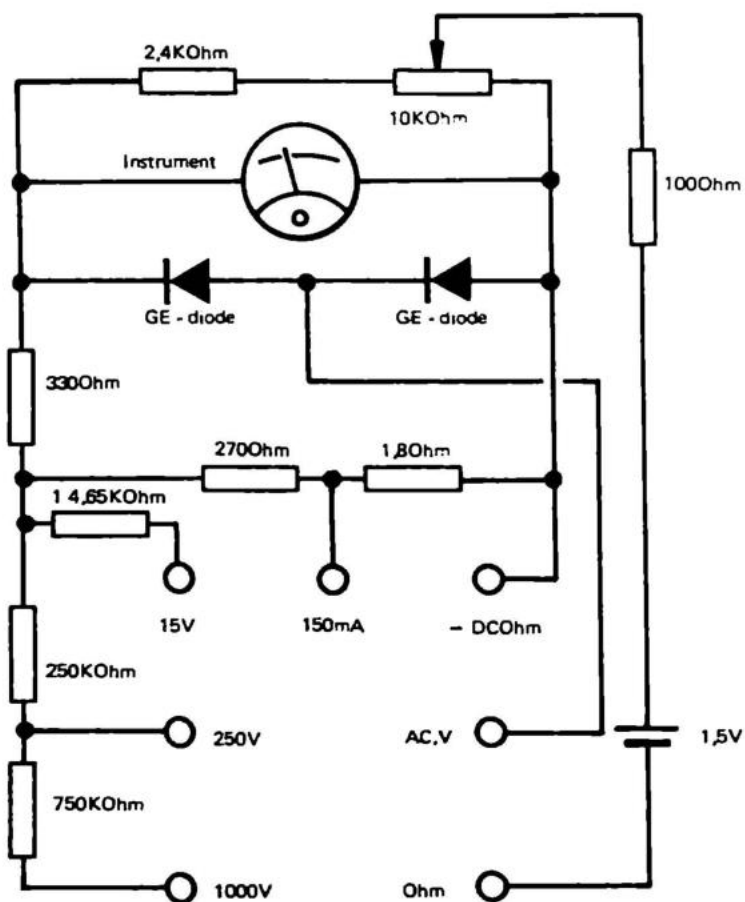 2,4KOhm
10KOhm
Instrument
100Ohm
GE - diode
GE - diode
330Ohm
270Ohm
1,8Ohm
1 4,65KOhm
15V
150mA
— DCOhm
250KOhm
250V
AC,V
1,5V
750KOhm
1000V
Ohm